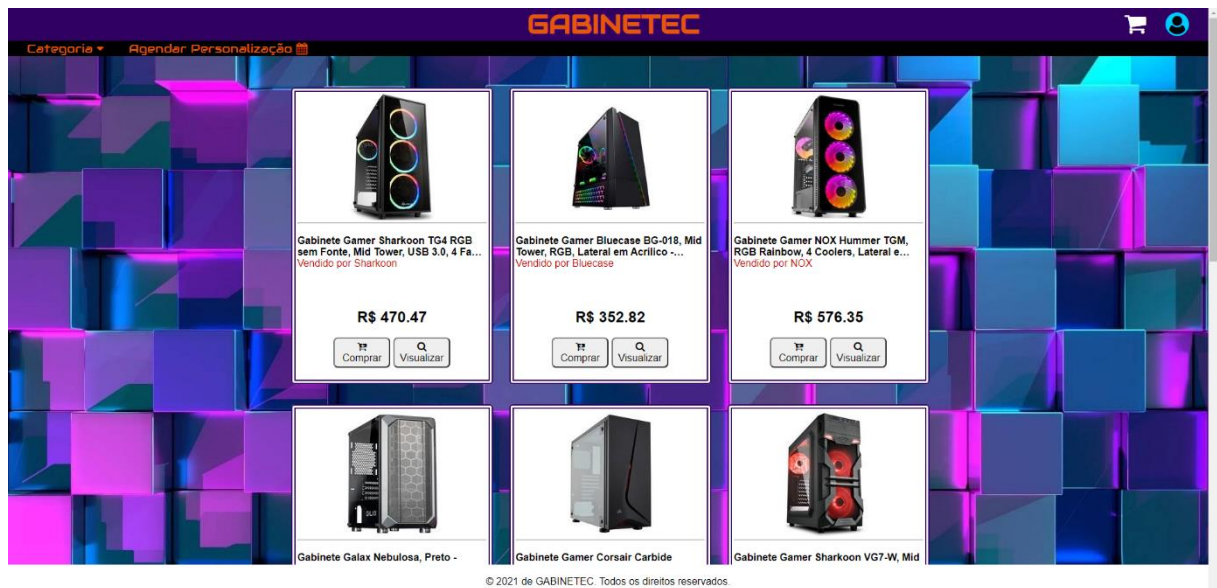 GABINETEC
Categoria Agendar Personalização
Gabinete Gamer Sharkoon TG4 RGB
sem Fonte, Mid Tower, USB 3.0, 4 Fa...
Vendido por Sharkoon
R$ 470.47
Comprar Visualizar
Gabinete Gamer Bluecase BG-018, Mid
Tower, RGB, Lateral em Acrílico -...
Vendido por Bluecase
R$ 352.82
Comprar Visualizar
Gabinete Gamer NOX Hummer TGM,
RGB Rainbow, 4 Coolers, Lateral e...
Vendido por NOX
R$ 576.35
Comprar Visualizar
Gabinete Galax Nebulosa, Preto -
Gabinete Gamer Corsair Carbide
Gabinete Gamer Sharkoon VG7-W, Mid
© 2021 de GABINETEC. Todos os direitos reservados.